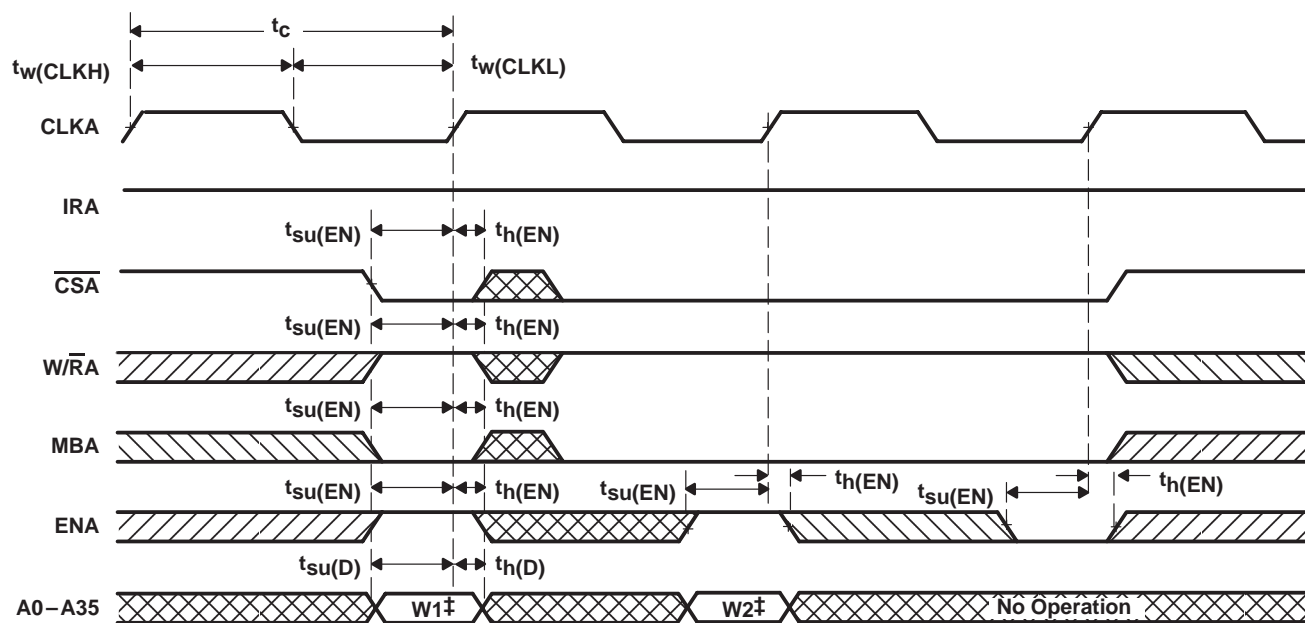 tc
tw(CLKH)
tw(CLKL)
CLKA
IRA
tsu(EN)
th(EN)
CSA
tsu(EN)
th(EN)
W/RA
tsu(EN)
th(EN)
MBA
tsu(EN)
th(EN)
tsu(EN)
th(EN)
tsu(EN)
th(EN)
ENA
tsu(D)
th(D)
A0–A35
W1‡
W2‡
No Operation